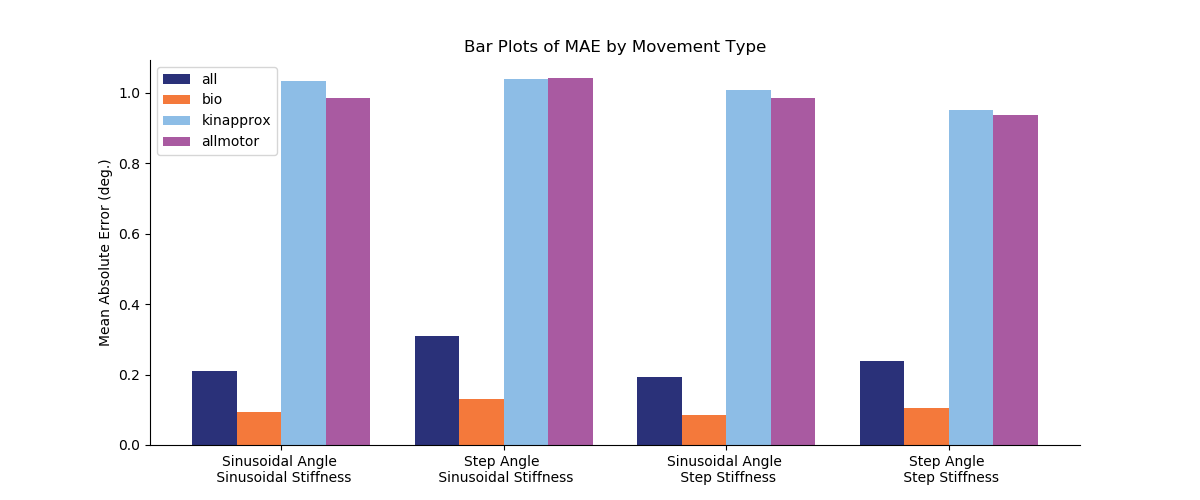 Bar Plots of MAE by Movement Type
all
bio
kinapprox
allmotor
Mean Absolute Error (deg.)
1.0
0.8
0.6
0.4
0.2
0.0
Sinusoidal Angle
Sinusoidal Stiffness
Step Angle
Sinusoidal Stiffness
Sinusoidal Angle
Step Stiffness
Step Angle
Step Stiffness